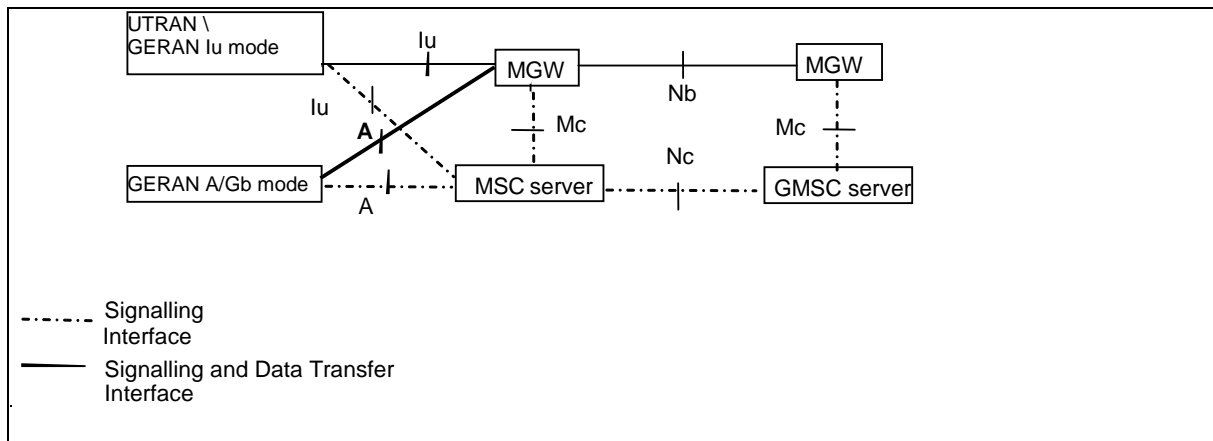 UTRAN \
GERAN Iu mode
Iu
MGW
MGW
Nb
Iu
A
Mc
Mc
Nc
GERAN A/Gb mode
MSC server
GMSC server
A
Signalling
Interface
Signalling and Data Transfer
Interface
.